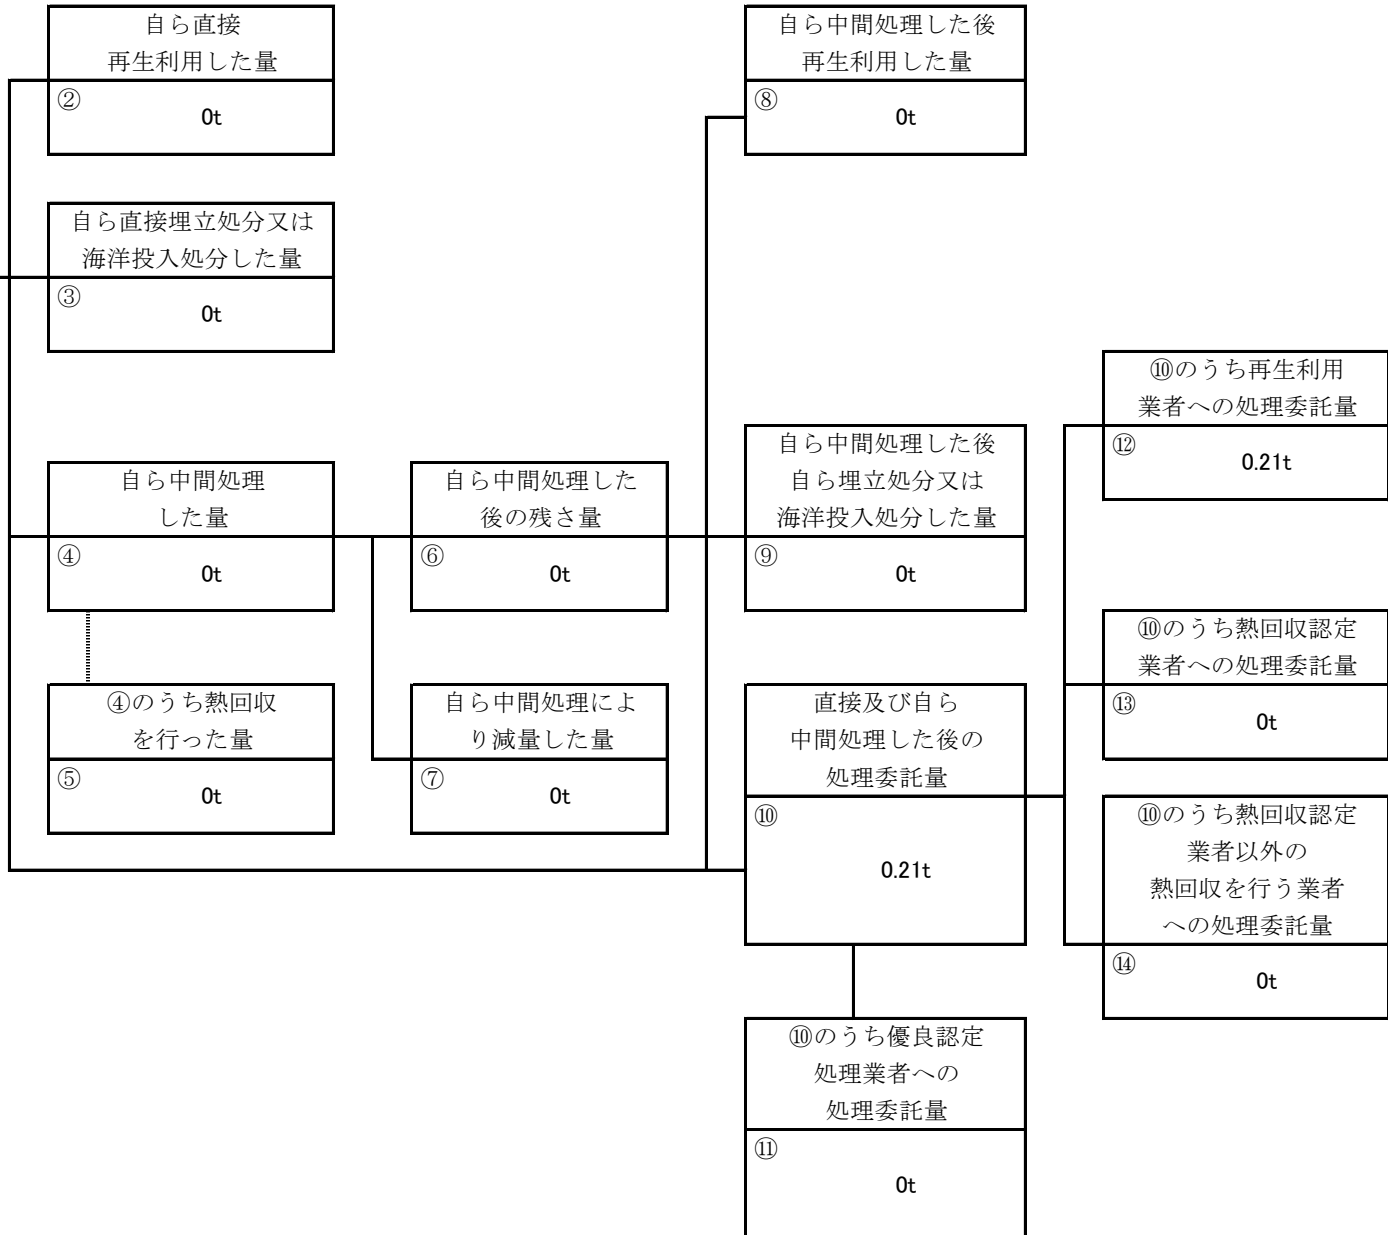 自ら直接
再生利用した量
②
0t
自ら中間処理した後
再生利用した量
⑧
0t
自ら直接埋立処分又は
海洋投入処分した量
③
0t
⑩のうち再生利用
業者への処理委託量
⑫
0.21t
自ら中間処理
した量
④
0t
自ら中間処理した
後の残さ量
⑥
0t
自ら中間処理した後
自ら埋立処分又は
海洋投入処分した量
⑨
0t
⑩のうち熱回収認定
業者への処理委託量
⑬
0t
④のうち熱回収
を行った量
⑤
0t
自ら中間処理によ
り減量した量
⑦
0t
直接及び自ら
中間処理した後の
処理委託量
⑩
0.21t
⑩のうち熱回収認定
業者以外の
熱回収を行う業者
への処理委託量
⑭
0t
⑩のうち優良認定
処理業者への
処理委託量
⑪
0t